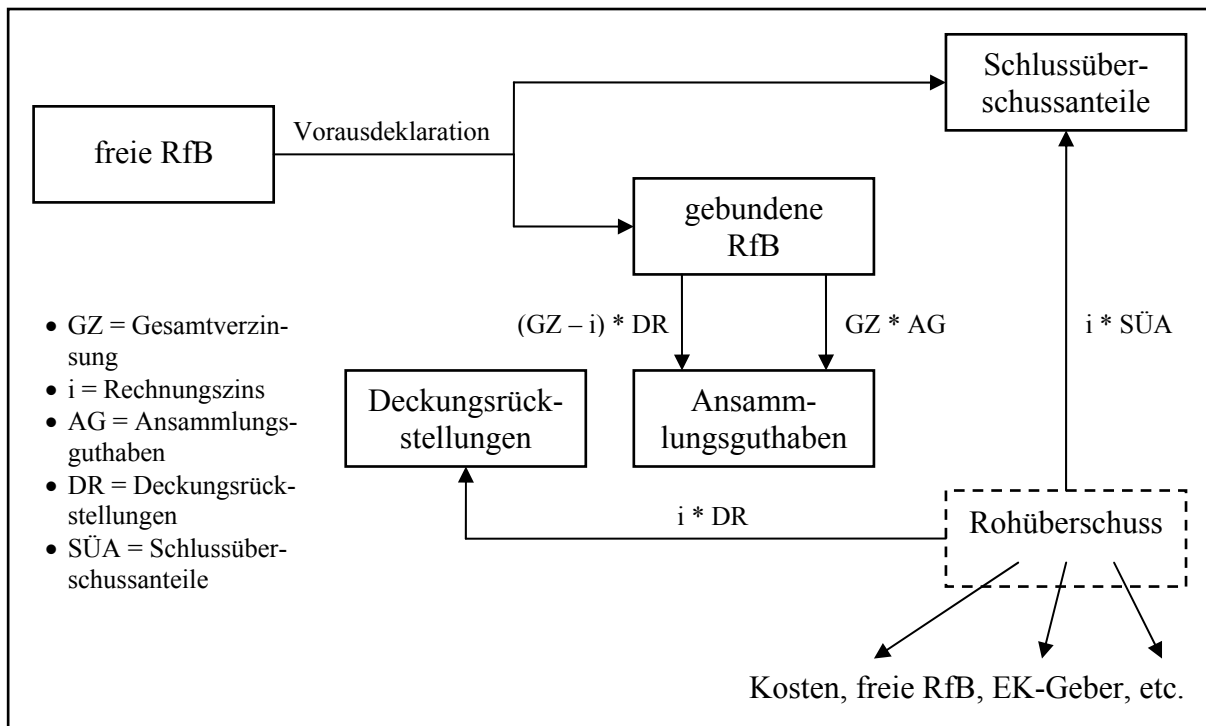 Schlussüber-
schussanteile
Vorausdeklaration
freie RfB
gebundene
RfB
• GZ = Gesamtverzin-
sung
• i = Rechnungszins
• AG = Ansammlungs-
guthaben
• DR = Deckungsrück-
stellungen
• SÜA = Schlussüber-
schussanteile
(GZ – i) * DR
GZ * AG
i * SÜA
Deckungsrück-
stellungen
Ansamm-
lungsguthaben
i * DR
Rohüberschuss
Kosten, freie RfB, EK-Geber, etc.